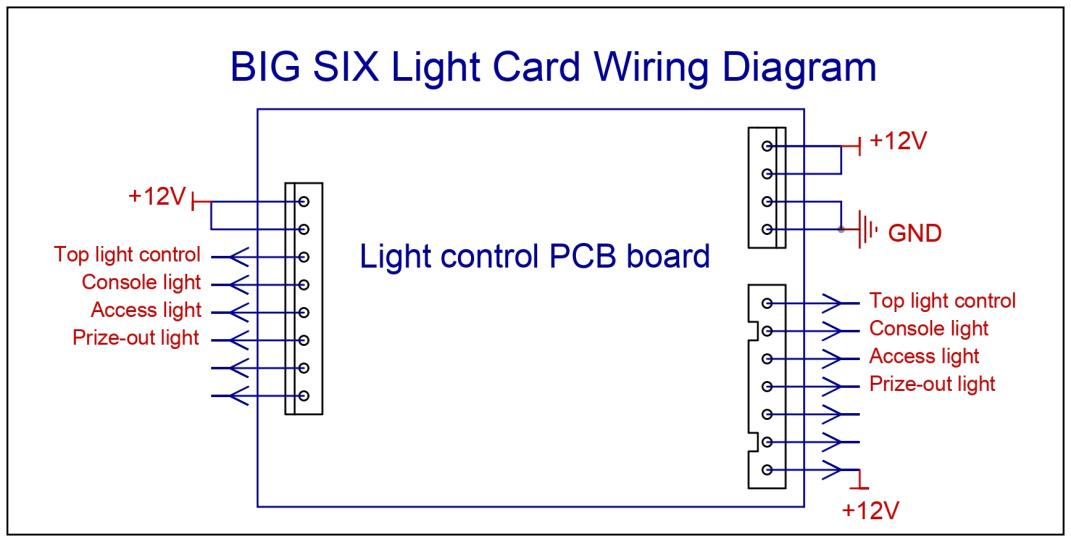 BIG SIX Light Card Wiring Diagram
+12V
Top light control
Console light
Access light
Prize-out light
Light control PCB board
+12V
GND
Top light control
Console light
Access light
Prize-out light
+12V